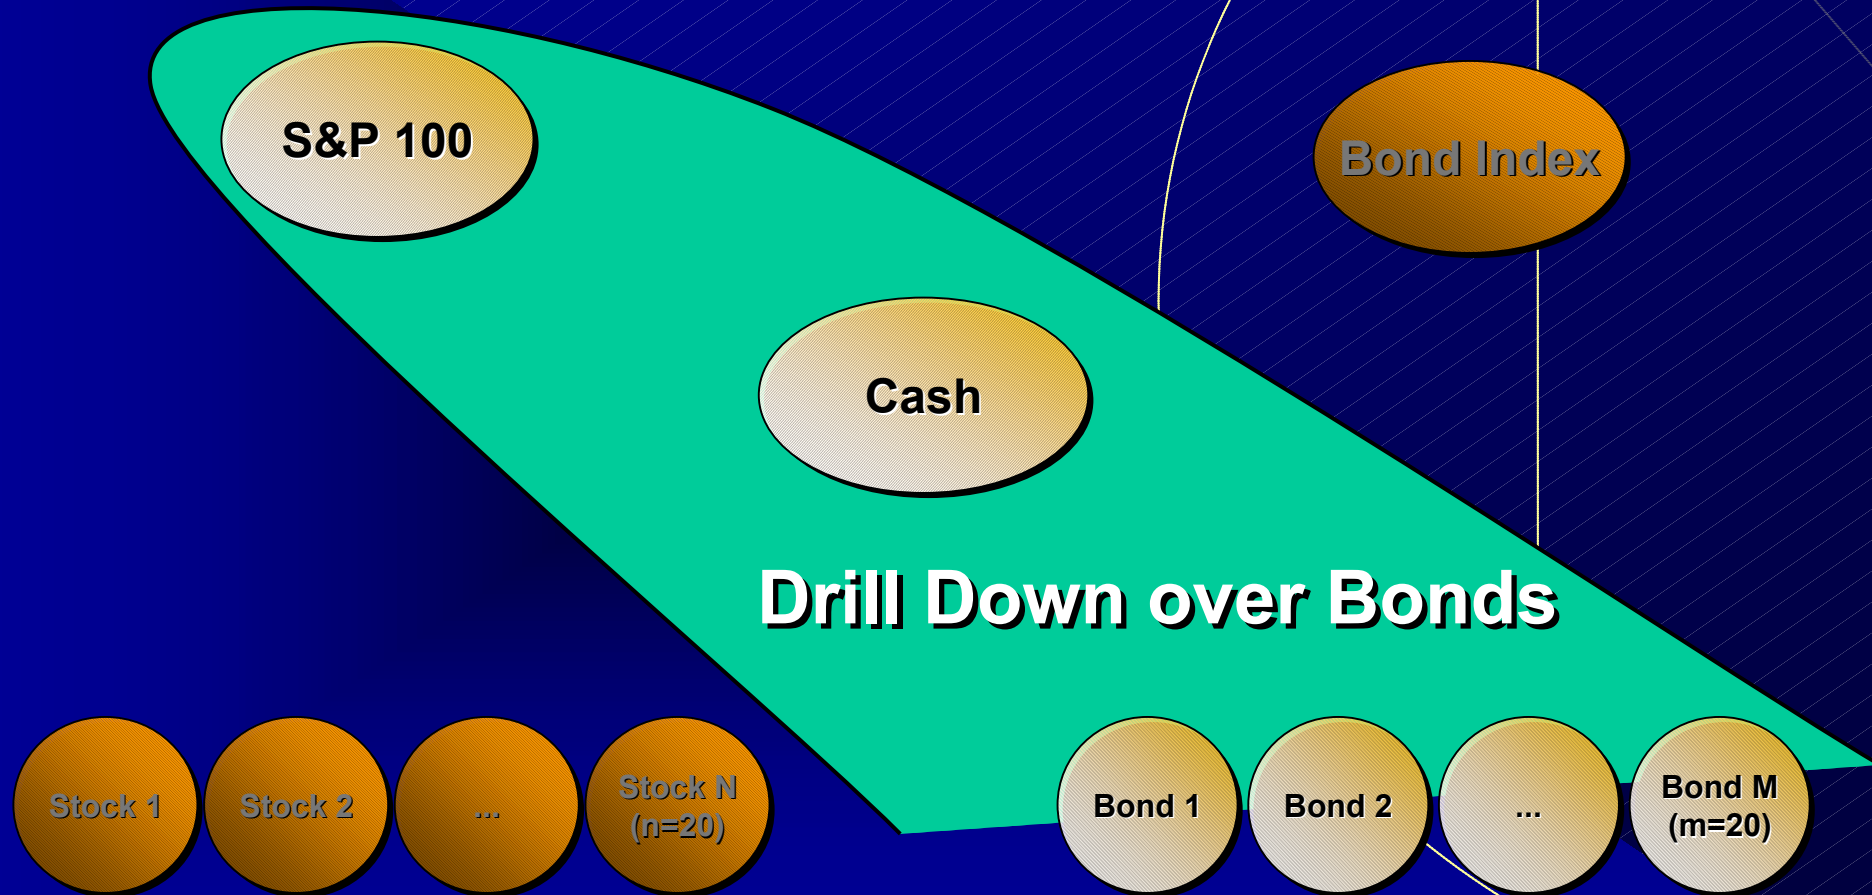 S&P 100
Bond Index
Cash
Drill Down over Bonds
Stock 1
Stock 2
...
Stock N
(n=20)
Bond 1
Bond 2
...
Bond M
(m=20)